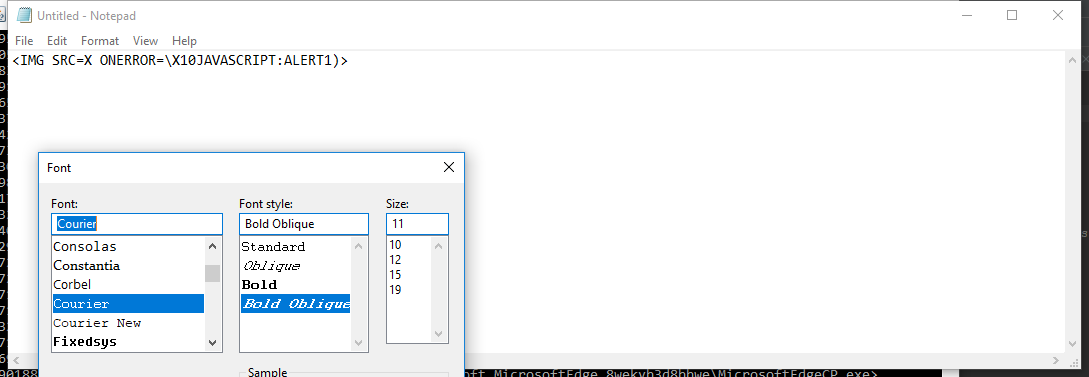 Untitled - Notepad
File Edit Format View Help
<IMG SRC=X ONERROR=\X10JAVASCRIPT:ALERT1)>
Font
Font: Font style: Size:
Courier Bold Oblique 11
Consolas Standard 10
Constantia Oblique 12
Corbel Bold 15
Courier Bold Oblique 19
Courier New
Fixedsys
Sample
MicrosoftEdge_8wekyb3d8bbwe\MicrosoftEdgeCP.exe>